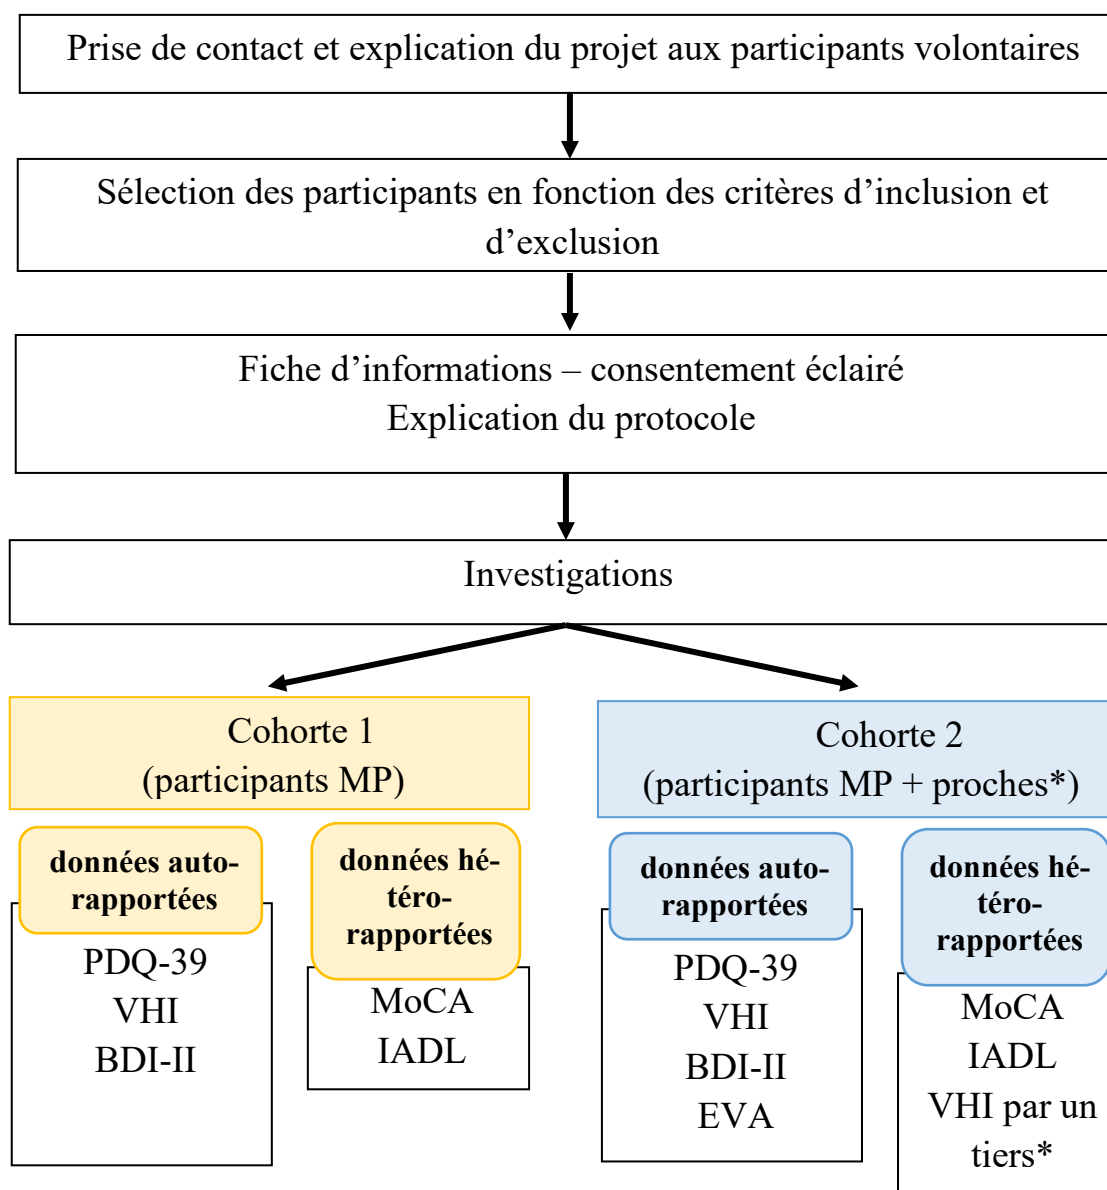 Prise de contact et explication du projet aux participants volontaires
Sélection des participants en fonction des critères d’inclusion et
d’exclusion
Fiche d’informations – consentement éclairé
Explication du protocole
Investigations
Cohorte 1
(participants MP)
données auto-
rapportées
PDQ-39
VHI
BDI-II
données hé-
téro-
rapportées
MoCA
IADL
Cohorte 2
(participants MP + proches*)
données auto-
rapportées
PDQ-39
VHI
BDI-II
EVA
données hé-
téro-
rapportées
MoCA
IADL
VHI par un
tiers*